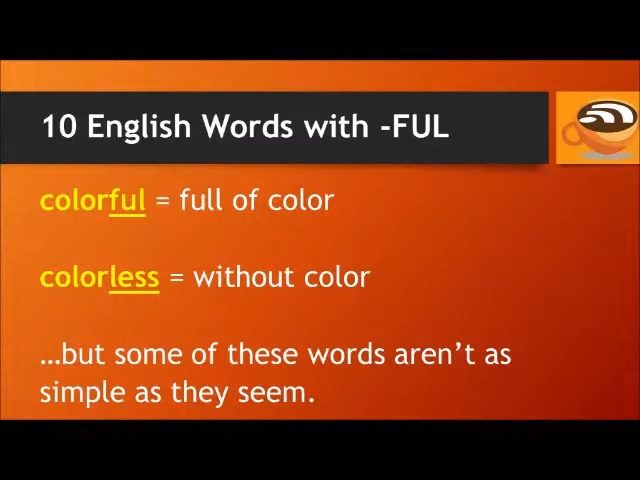 10 English Words with -FUL
colorful = full of color
colorless = without color
…but some of these words aren't as
simple as they seem.